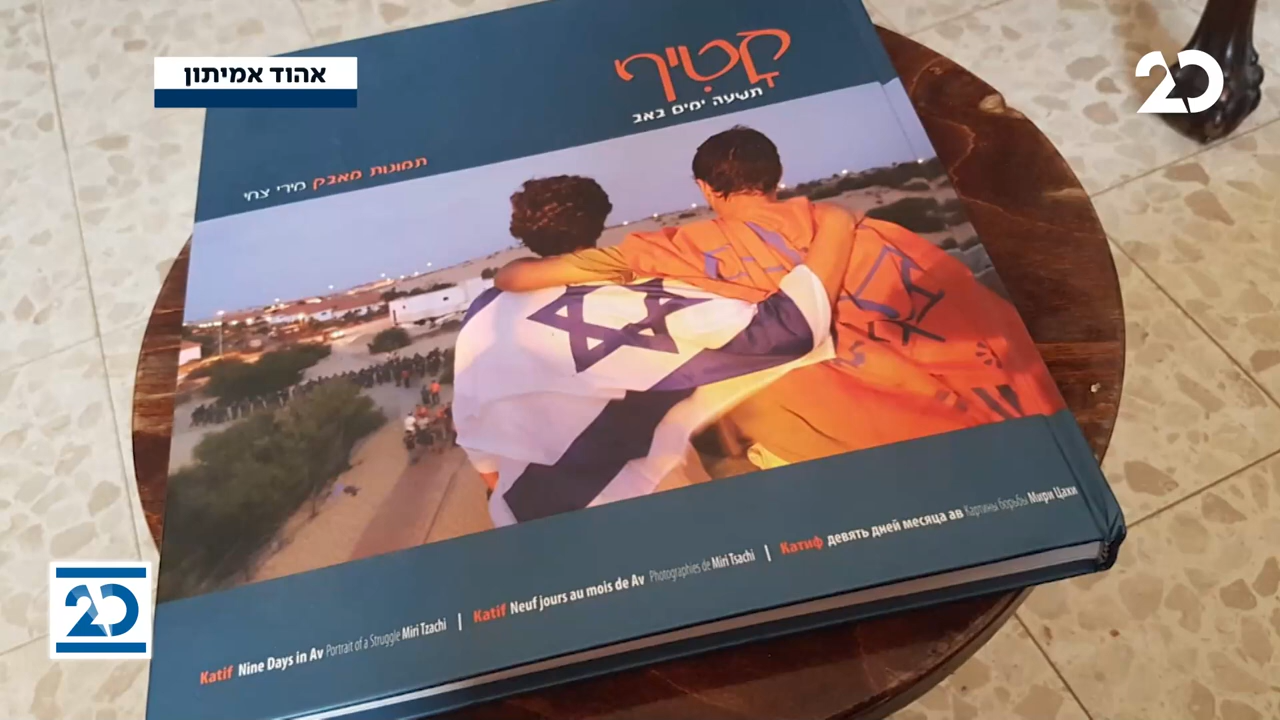 אהוד אמיתון
20
קָטִיף
תשעה ימים באב
תמונות מאבק מירי צחי
Katif Nine Days in Av Portrait of a Struggle Miri Tzachi | Katif Neuf jours au mois de Av Photographies de Miri Tsachi | Катиф девять дней месяца ав Картины борьбы Мири Цахи
20